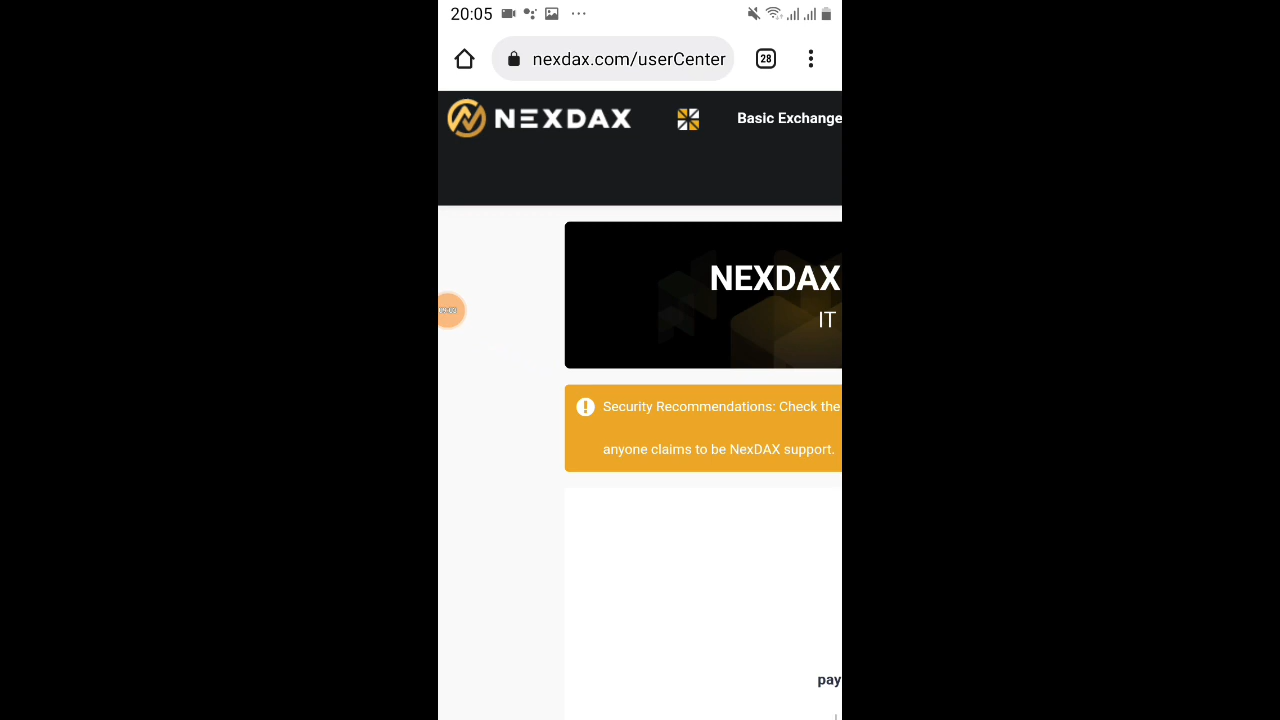 20:05
nexdax.com/userCenter
28
NEXDAX
Basic Exchange
NEXDAX
IT
Security Recommendations: Check the
anyone claims to be NexDAX support.
pay